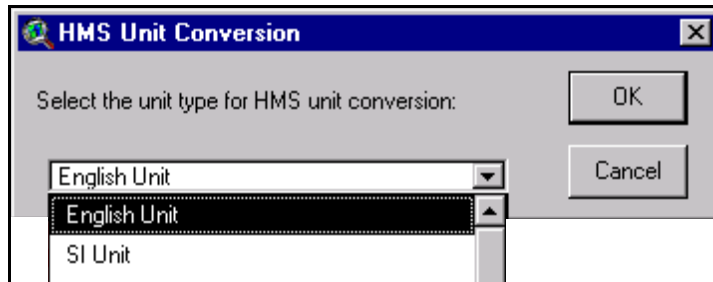 HMS Unit Conversion
Select the unit type for HMS unit conversion:
OK
English Unit
Cancel
English Unit
SI Unit